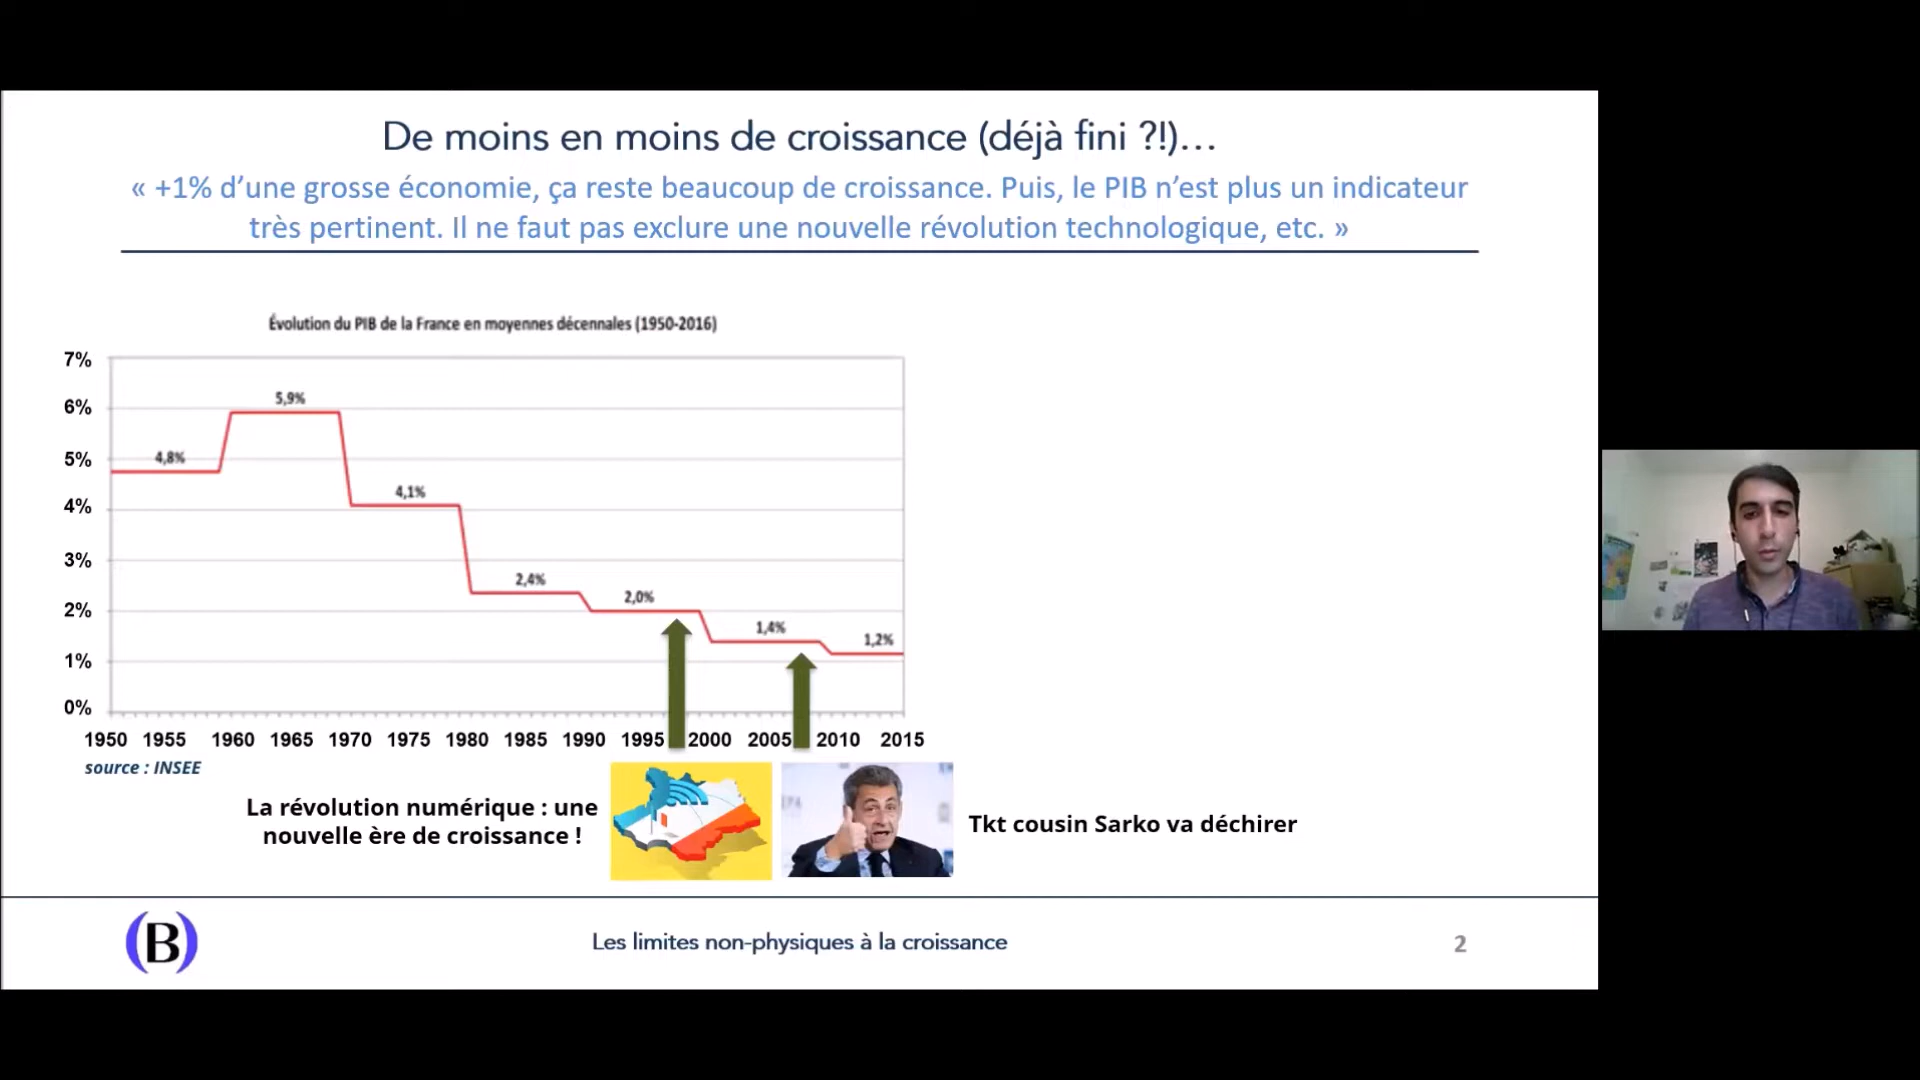 De moins en moins de croissance (déjà fini ?!)…
« +1% d’une grosse économie, ça reste beaucoup de croissance. Puis, le PIB n’est plus un indicateur
très pertinent. Il ne faut pas exclure une nouvelle révolution technologique, etc. »
Évolution du PIB de la France en moyennes décennales (1950-2016)
7%
6%
5%
4%
3%
2%
1%
0%
4,8%
5,9%
4,1%
2,4%
2,0%
1,4%
1,2%
1950 1955 1960 1965 1970 1975 1980 1985 1990 1995 2000 2005 2010 2015
source : INSEE
La révolution numérique : une
nouvelle ère de croissance !
Tkt cousin Sarko va déchirer
(B)
Les limites non-physiques à la croissance
2